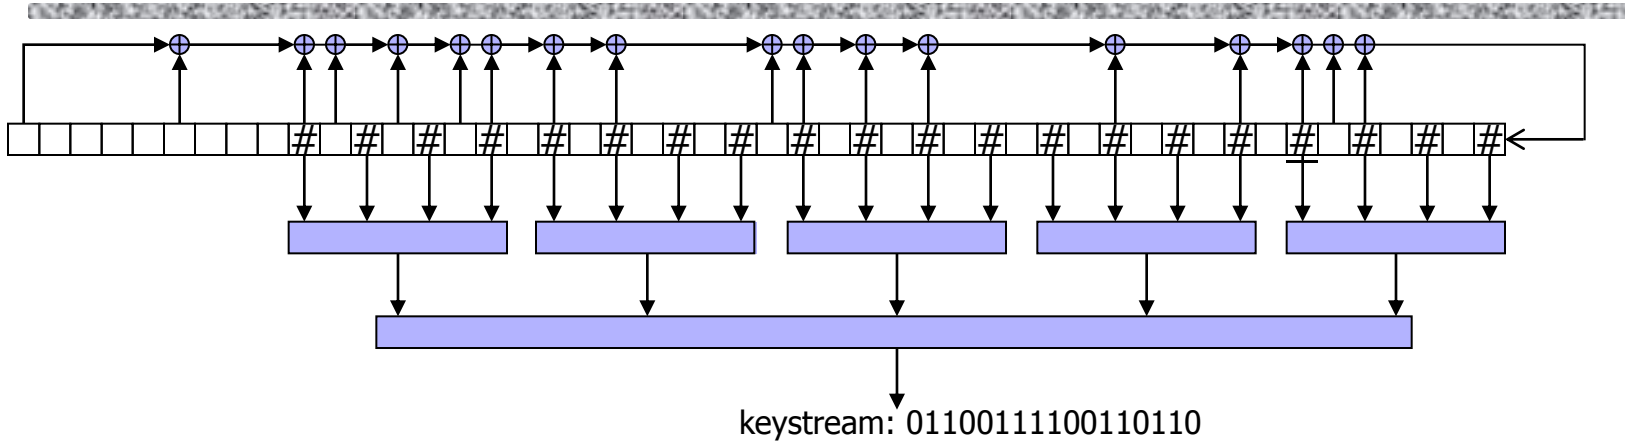 # # # # # # # # # # # # # # # # # # # #
keystream: 01100111100110110